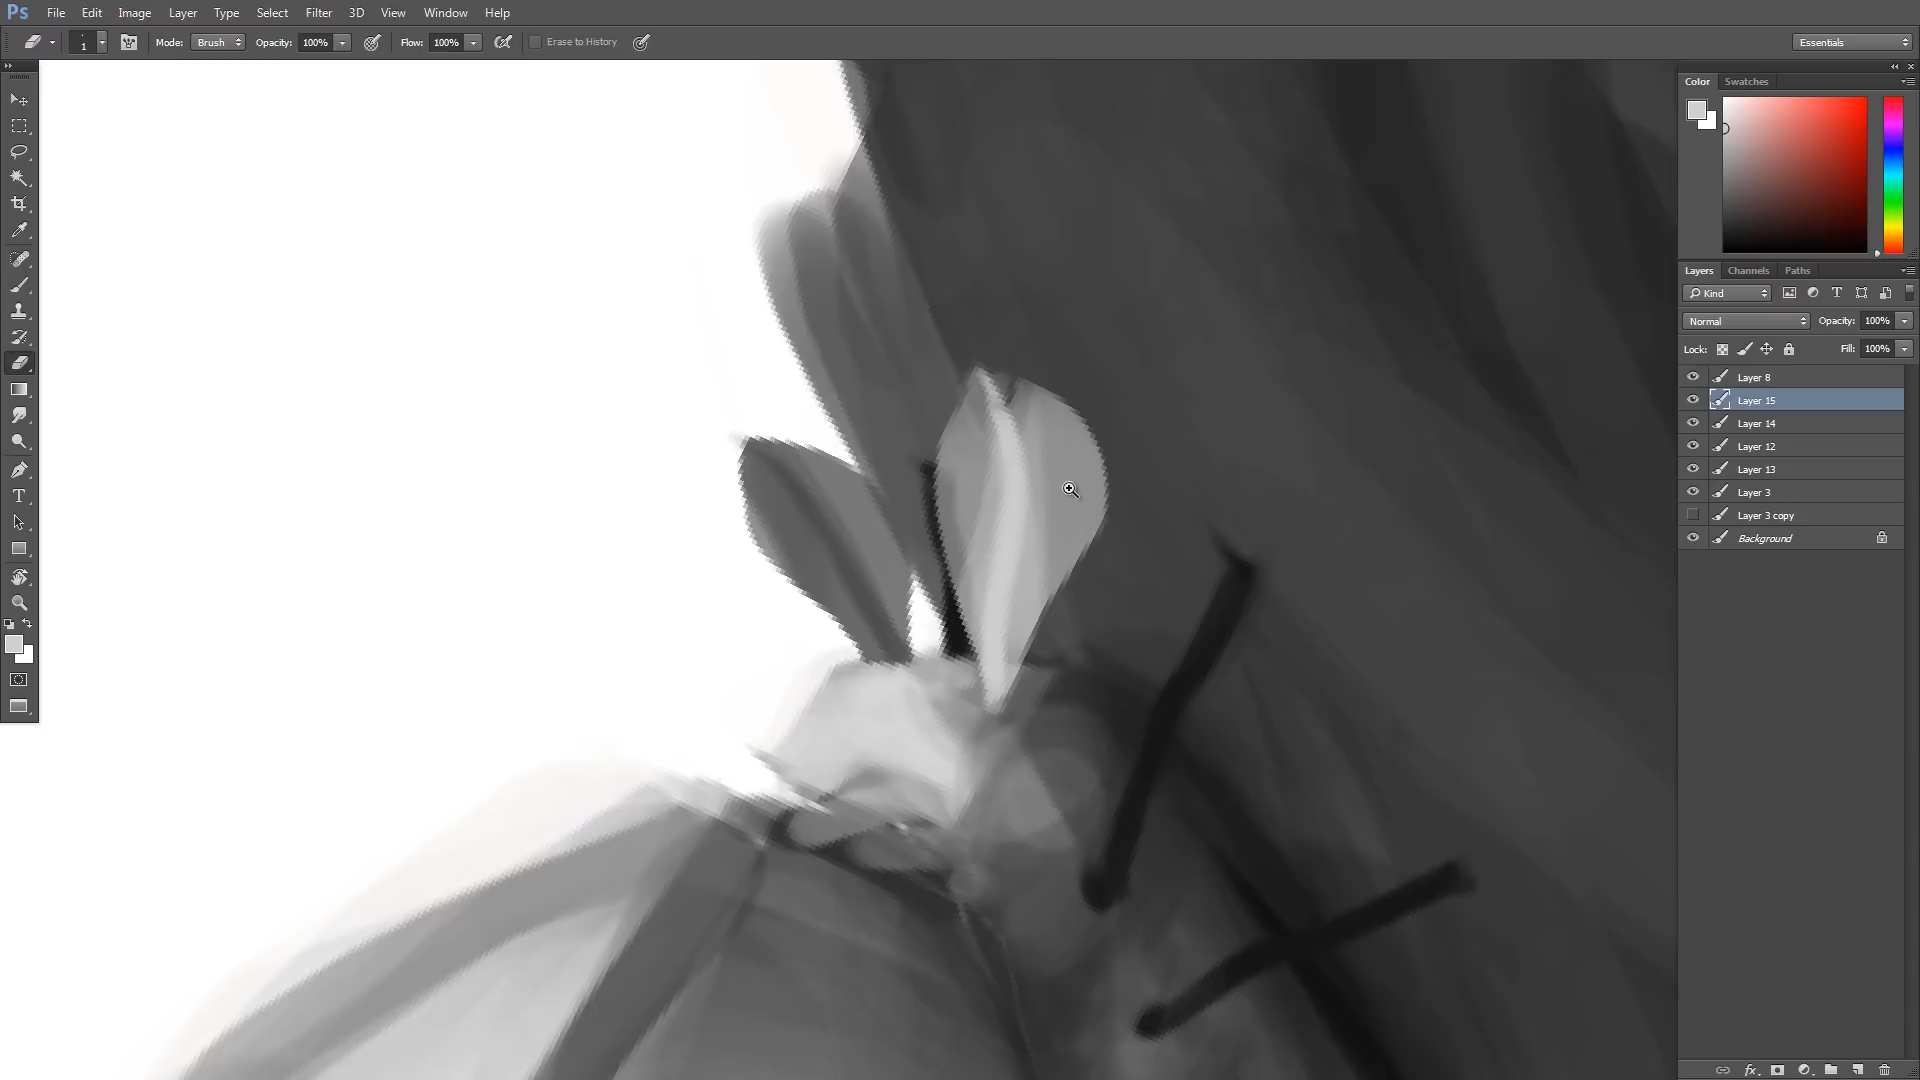 Ps File Edit Image Layer Type Select Filter 3D View Window Help
1 Mode: Brush Opacity: 100% Flow: 100% Erase to History Essentials
Color Swatches
Layers Channels Paths
Kind
Normal Opacity: 100%
Lock: Fill: 100%
Layer 8
Layer 15
Layer 14
Layer 12
Layer 13
Layer 3
Layer 3 copy
Background